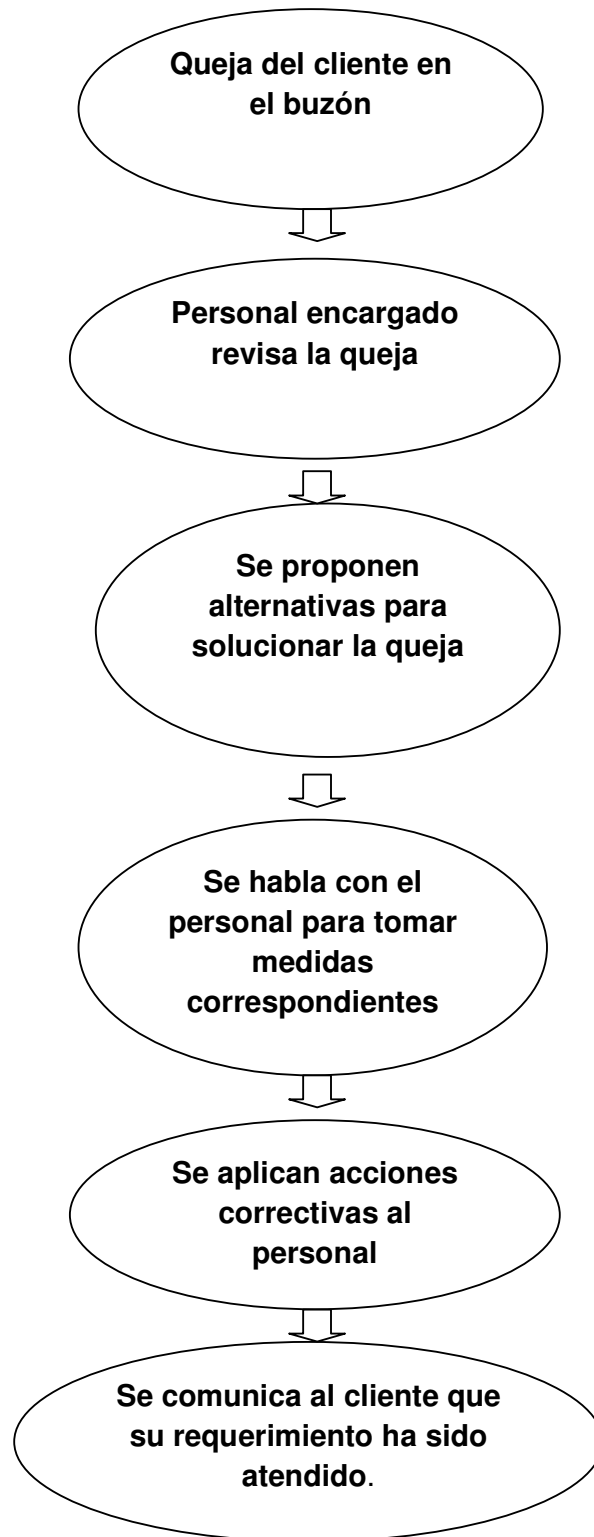 Queja del cliente en
el buzón
Personal encargado
revisa la queja
Se proponen
alternativas para
solucionar la queja
Se habla con el
personal para tomar
medidas
correspondientes
Se aplican acciones
correctivas al
personal
Se comunica al cliente que
su requerimiento ha sido
atendido.